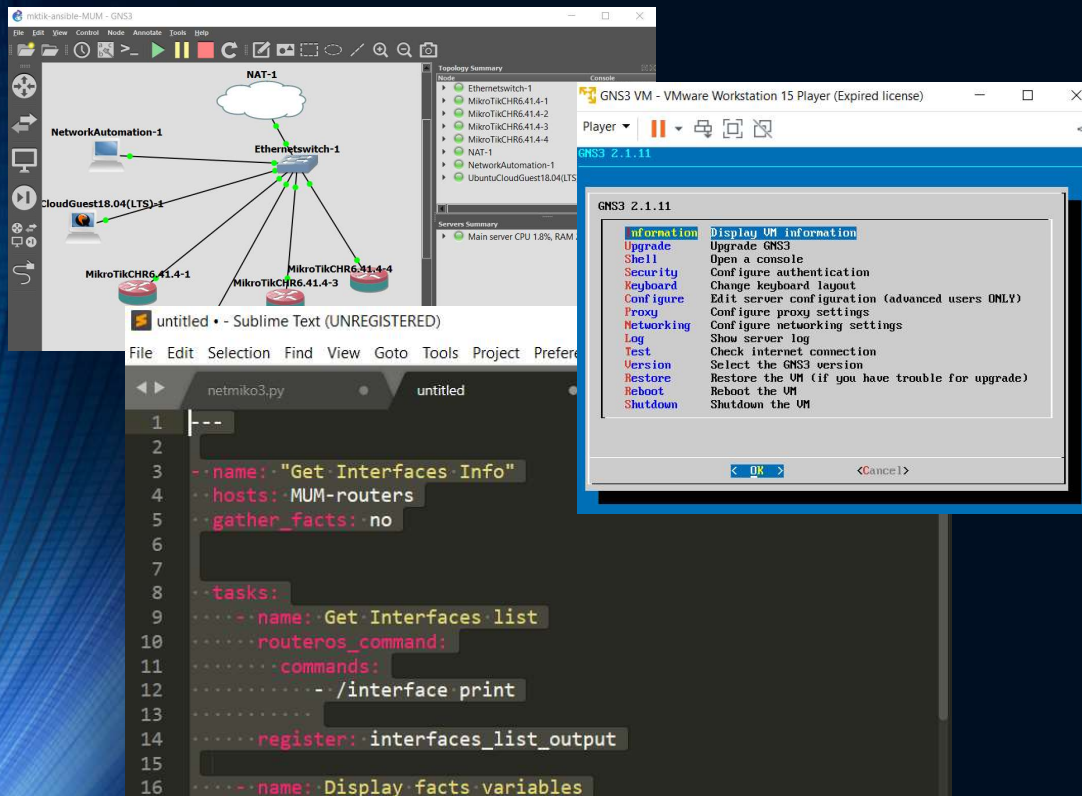 mktik-ansible-MUM - GNS3
File Edit View Control Node Annotate Tools Help
NAT-1
NetworkAutomation-1
Ethernetswitch-1
CloudGuest18.04(LTS)-1
MikroTikCHR6.41.4-1
MikroTikCHR6.41.4-4
MikroTikCHR6.41.4-3
Topology Summary
Node Console
Ethernetswitch-1
MikroTikCHR6.41.4-1
MikroTikCHR6.41.4-2
MikroTikCHR6.41.4-3
MikroTikCHR6.41.4-4
NAT-1
NetworkAutomation-1
UbuntuCloudGuest18.04(LTS
Servers Summary
Main server CPU 1.8%, RAM
GNS3 VM - VMware Workstation 15 Player (Expired license)
Player
GNS3 2.1.11
GNS3 2.1.11
Information Display VM information
Upgrade Upgrade GNS3
Shell Open a console
Security Configure authentication
Keyboard Change keyboard layout
Configure Edit server configuration (advanced users ONLY)
Proxy Configure proxy settings
Networking Configure networking settings
Log Show server log
Test Check internet connection
Version Select the GNS3 version
Restore Restore the VM (if you have trouble for upgrade)
Reboot Reboot the VM
Shutdown Shutdown the VM
< OK > <Cancel>
untitled • - Sublime Text (UNREGISTERED)
File Edit Selection Find View Goto Tools Project Prefere
netmiko3.py untitled
1 ---
2
3 - name: "Get Interfaces Info"
4 hosts: MUM-routers
5 gather_facts: no
6
7
8 tasks:
9 - name: Get Interfaces list
10 routeros_command:
11 commands:
12 - /interface print
13
14 register: interfaces_list_output
15
16 - name: Display facts variables